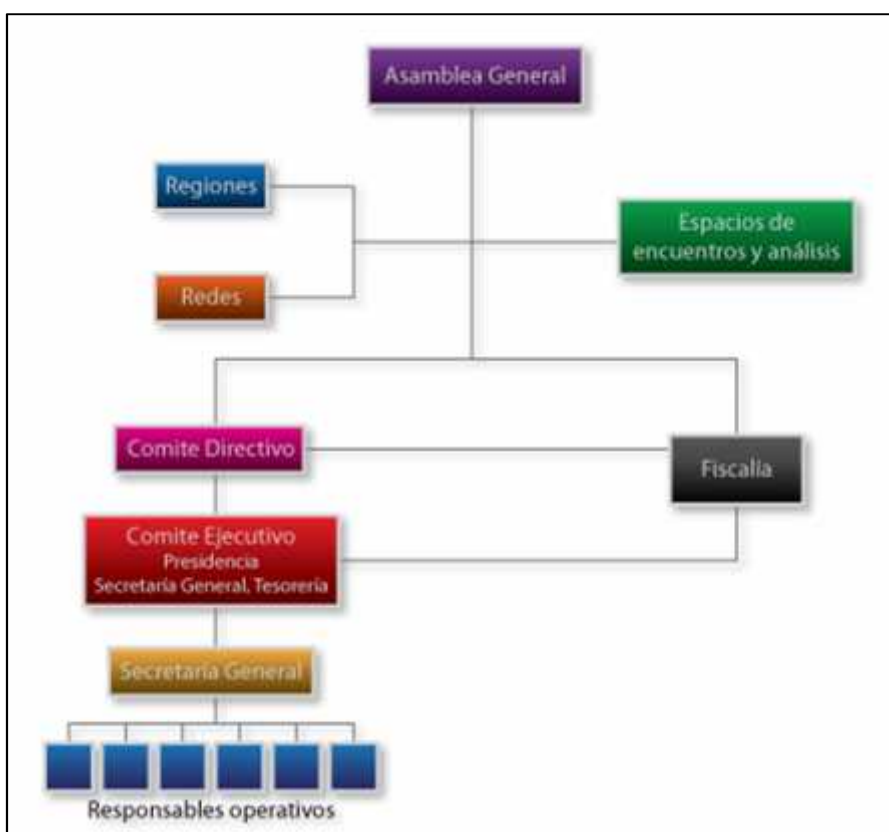 Asamblea General
Regiones
Espacios de
encuentros y análisis
Redes
Comite Directivo
Fiscalía
Comite Ejecutivo
Presidencia
Secretaría General, Tesorería
Secretaría General
Responsables operativos